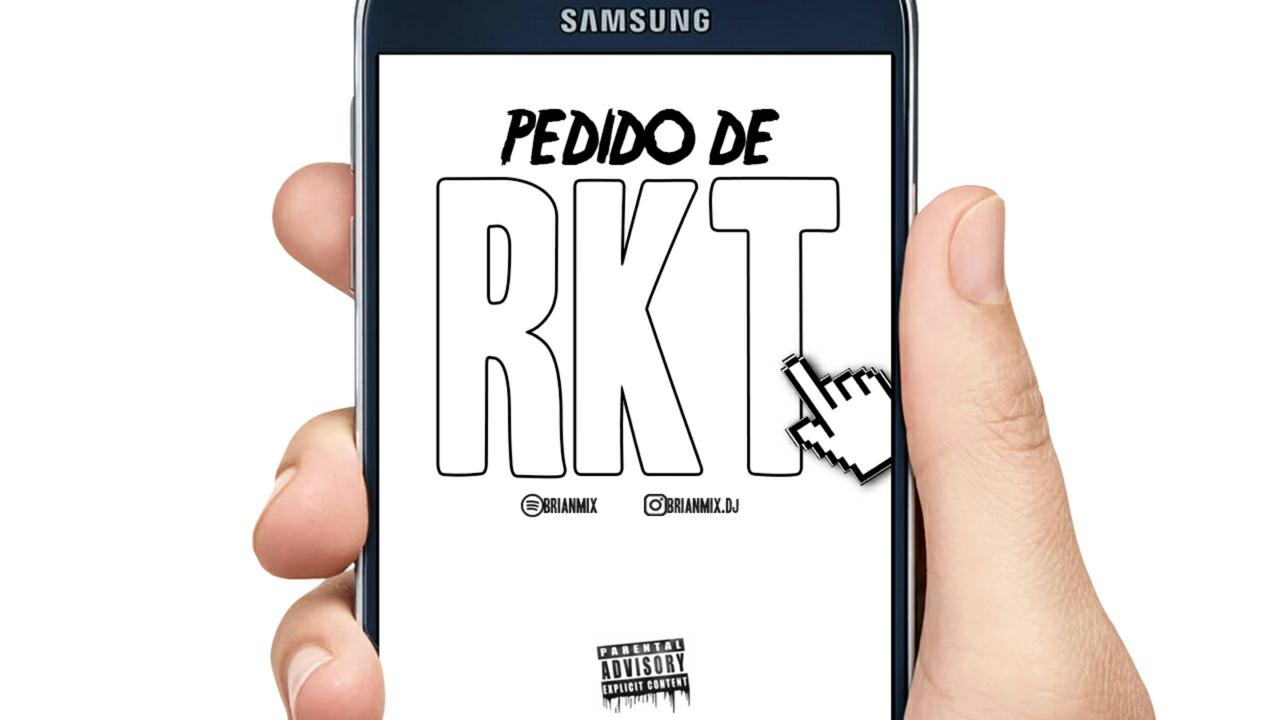 SAMSUNG
PEDIDO DE
RKT
BRIANMIX BRIANMIX.DJ
PARENTAL
ADVISORY
EXPLICIT CONTENT